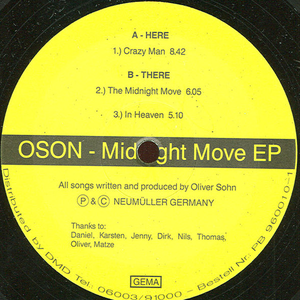 A - HERE
1.) Crazy Man 8.42
B - THERE
2.) The Midnight Move 6.05
3.) In Heaven 5.10
OSON - Midnight Move EP
All songs written and produced by Oliver Sohn
P & C NEUMÜLLER GERMANY
Thanks to:
Daniel, Karsten, Jenny, Dirk, Nils, Thomas,
Oliver, Matze
GEMA
Distributed by DMD Tel. 06003/91000 - Bestell Nr. PB 960010-1